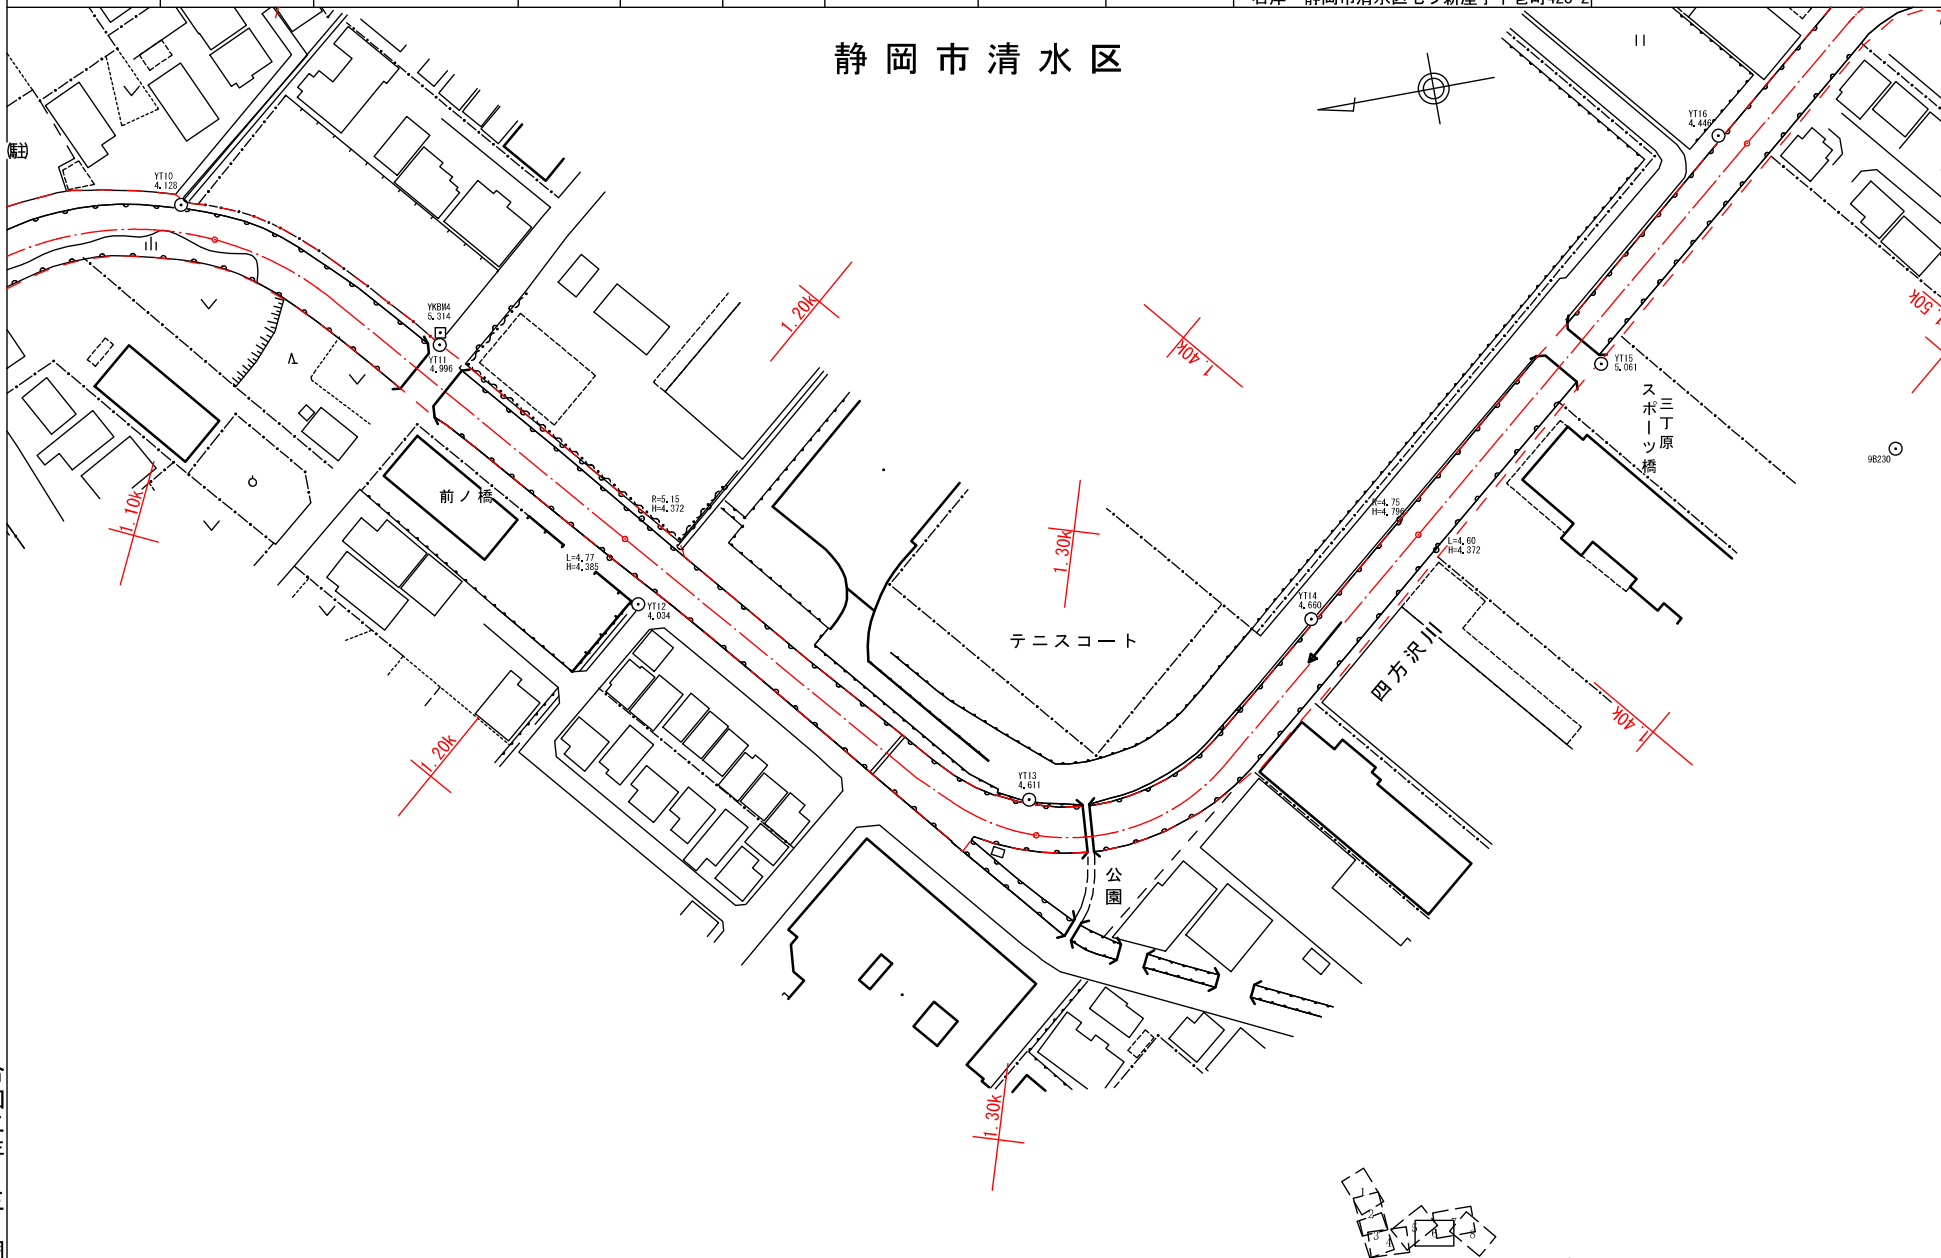 静岡市清水区
YT10
4.128
YKBM4
5.314
YT11
4.996
1.10k
前ノ橋
1.20k
R=5.15
H=4.372
L=4.77
H=4.385
YT12
4.034
1.20k
1.30k
テニスコート
YT13
4.611
公園
1.30k
1.40k
YT14
4.660
R=4.75
H=4.796
L=4.60
H=4.372
四方沢川
1.40k
YT15
5.061
三丁原
スポーツ橋
YT16
9B230
1.50k